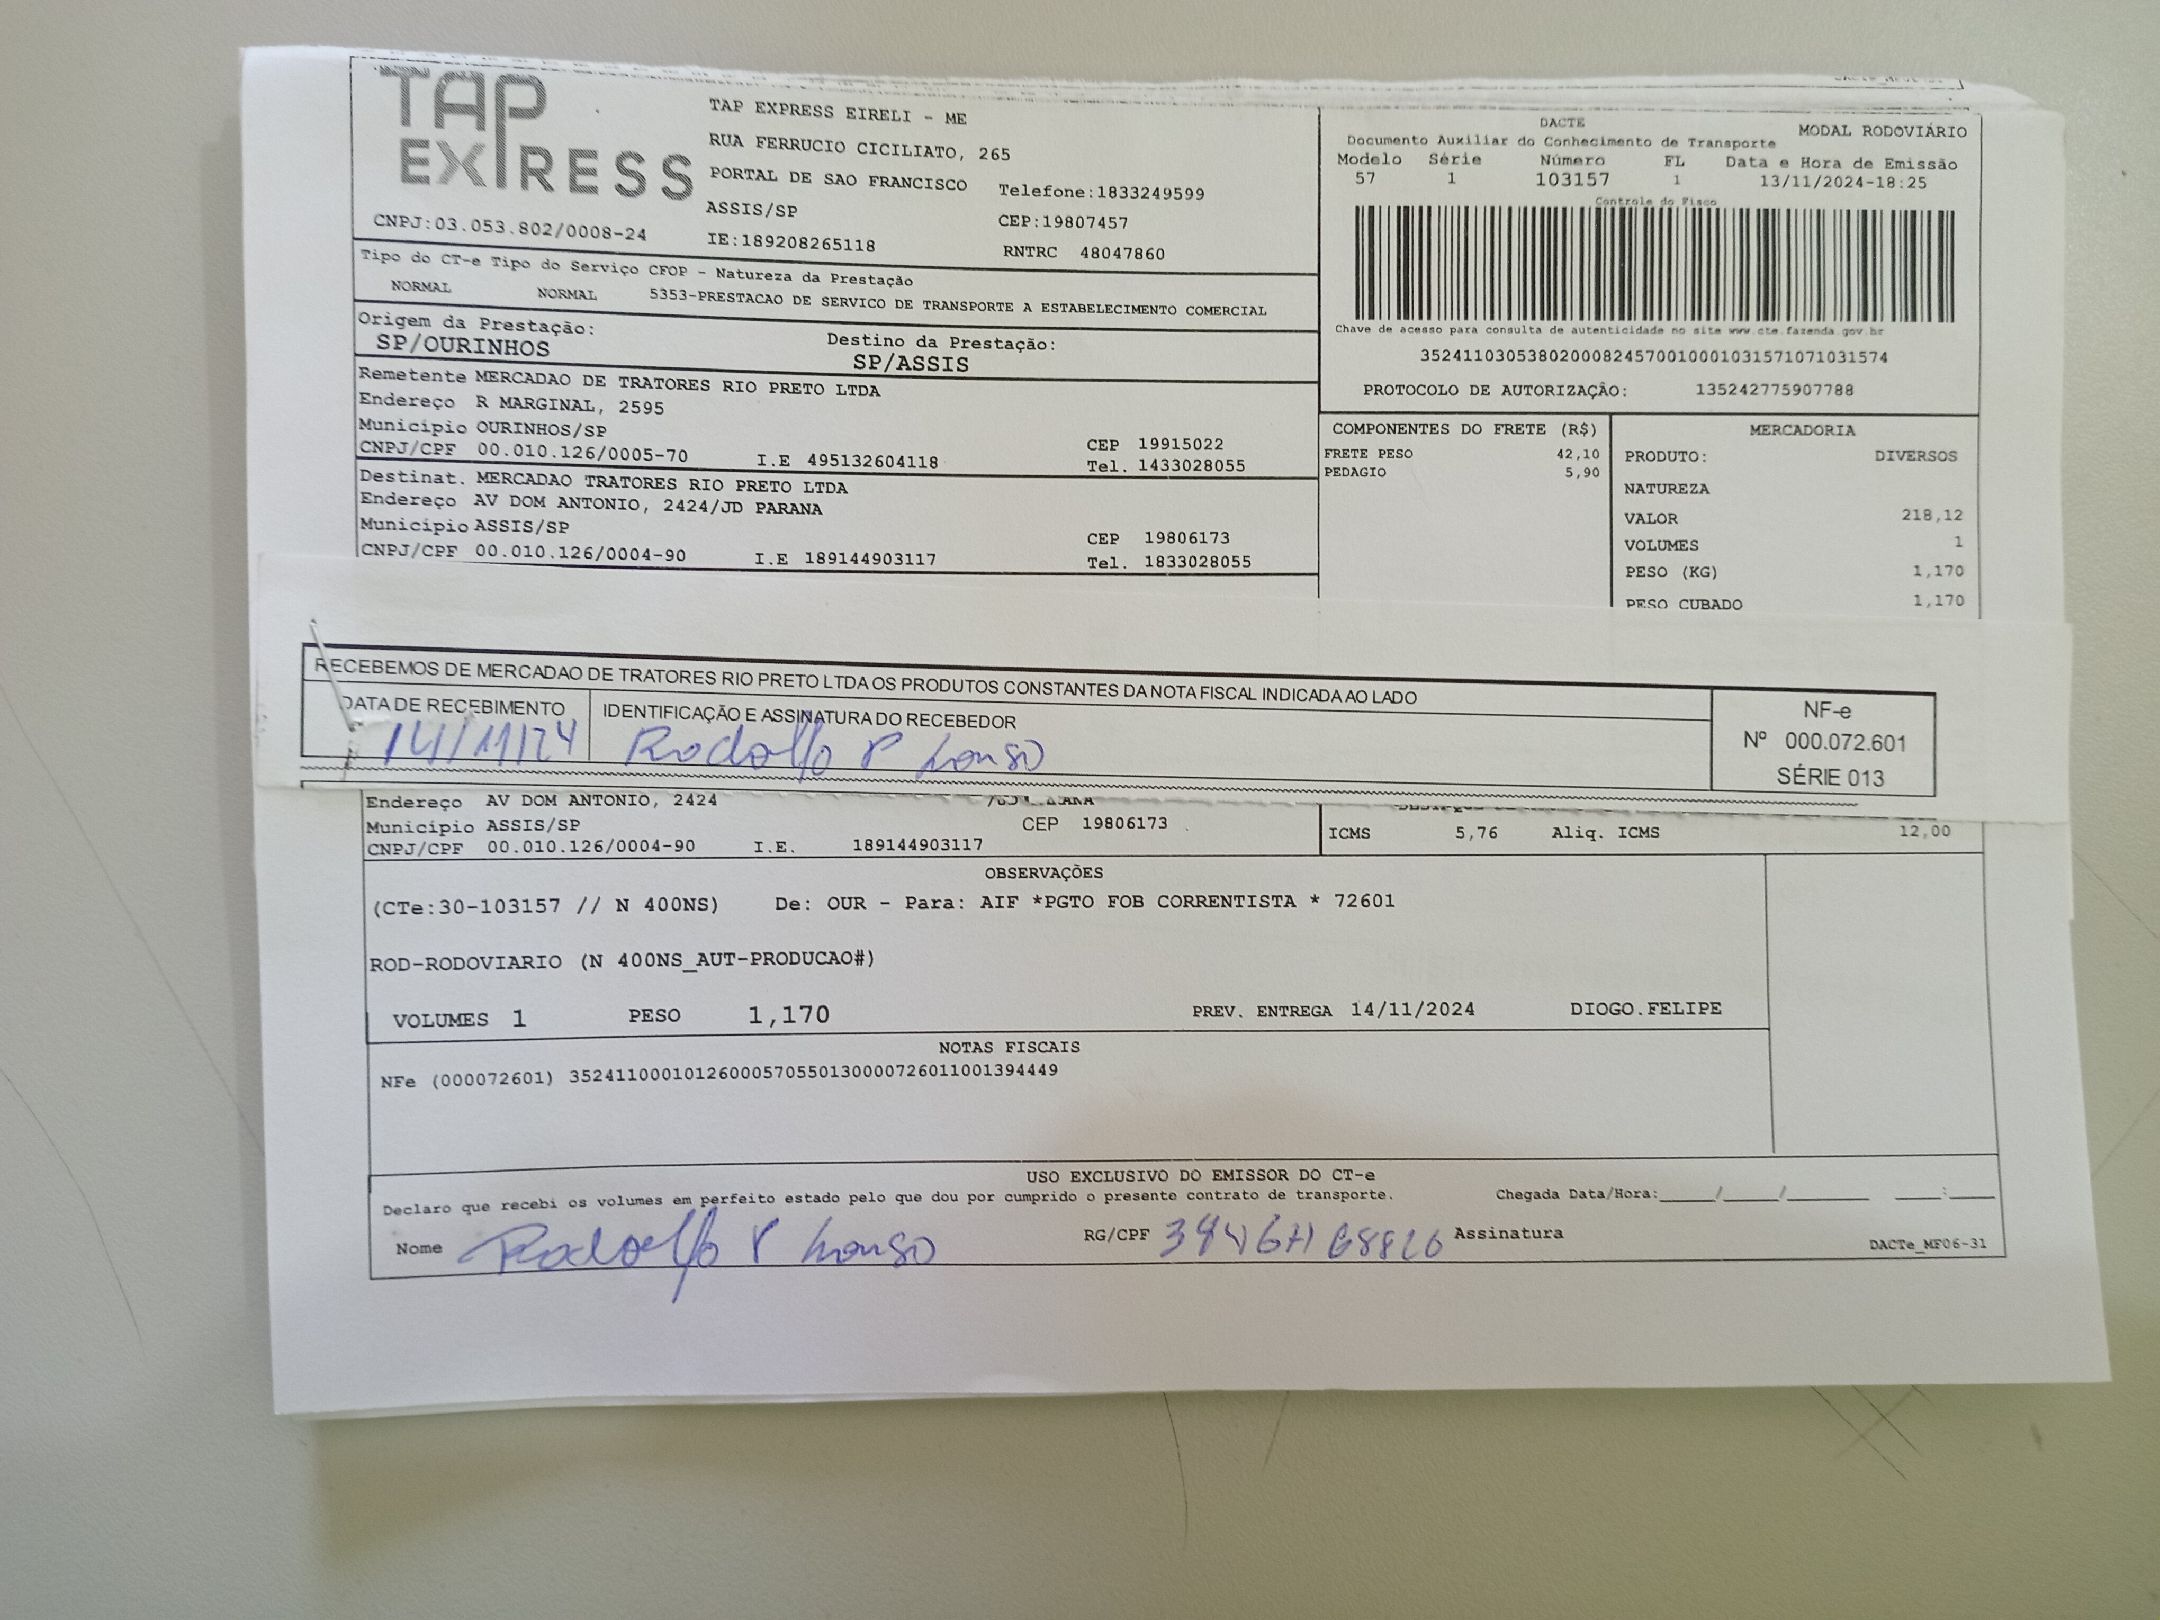 TAP
EXPRESS
CNPJ:03.053.802/0008-24
TAP EXPRESS EIRELI - ME
RUA FERRUCIO CICILIATO, 265
PORTAL DE SAO FRANCISCO Telefone:1833249599
ASSIS/SP CEP:19807457
IE:189208265118 RNTRC 48047860
DACTE MODAL RODOVIÁRIO
Documento Auxiliar do Conhecimento de Transporte
Modelo Série Número FL Data e Hora de Emissão
57 1 103157 1 13/11/2024-18:25
Controle do Fisco
Chave de acesso para consulta de autenticidade no site www.cte.fazenda.gov.br
35241103053802000824570010001031571071031574
PROTOCOLO DE AUTORIZAÇÃO: 135242775907788
Tipo do CT-e Tipo do Serviço CFOP - Natureza da Prestação
NORMAL NORMAL 5353-PRESTACAO DE SERVICO DE TRANSPORTE A ESTABELECIMENTO COMERCIAL
Origem da Prestação: Destino da Prestação:
SP/OURINHOS SP/ASSIS
Remetente MERCADAO DE TRATORES RIO PRETO LTDA
Endereço R MARGINAL, 2595
Município OURINHOS/SP CEP 19915022
CNPJ/CPF 00.010.126/0005-70 I.E 495132604118 Tel. 1433028055
Destinat. MERCADAO TRATORES RIO PRETO LTDA
Endereço AV DOM ANTONIO, 2424/JD PARANA
Município ASSIS/SP CEP 19806173
CNPJ/CPF 00.010.126/0004-90 I.E 189144903117 Tel. 1833028055
COMPONENTES DO FRETE (R$)
FRETE PESO 42,10
PEDAGIO 5,90
MERCADORIA
PRODUTO: DIVERSOS
NATUREZA
VALOR 218,12
VOLUMES 1
PESO (KG) 1,170
PESO CUBADO 1,170
RECEBEMOS DE MERCADAO DE TRATORES RIO PRETO LTDA OS PRODUTOS CONSTANTES DA NOTA FISCAL INDICADA AO LADO
DATA DE RECEBIMENTO IDENTIFICAÇÃO E ASSINATURA DO RECEBEDOR
14/11/24 Rodolfo P
NF-e
Nº 000.072.601
SÉRIE 013
Endereço AV DOM ANTONIO, 2424
Município ASSIS/SP CEP 19806173
CNPJ/CPF 00.010.126/0004-90 I.E. 189144903117
ICMS 5,76 Aliq. ICMS 12,00
OBSERVAÇÕES
(CTe:30-103157 // N 400NS) De: OUR - Para: AIF *PGTO FOB CORRENTISTA * 72601
ROD-RODOVIARIO (N 400NS_AUT-PRODUCAO#)
VOLUMES 1 PESO 1,170 PREV. ENTREGA 14/11/2024 DIOGO.FELIPE
NOTAS FISCAIS
NFe (000072601) 35241100010126000570550130000726011001394449
USO EXCLUSIVO DO EMISSOR DO CT-e
Declaro que recebi os volumes em perfeito estado pelo que dou por cumprido o presente contrato de transporte. Chegada Data/Hora:_____/_____/_______ ____:____
Nome Rodolfo P RG/CPF Assinatura
DACTe_MF06-31